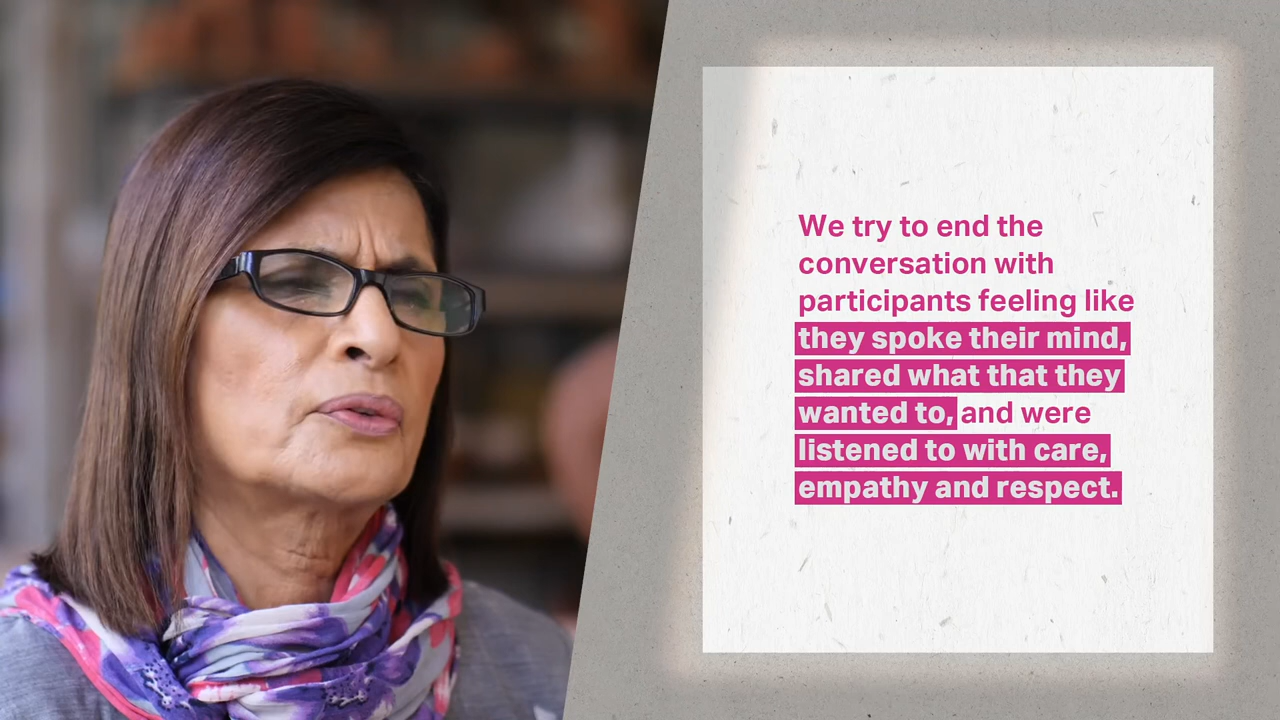 We try to end the
conversation with
participants feeling like
they spoke their mind,
shared what that they
wanted to, and were
listened to with care,
empathy and respect.